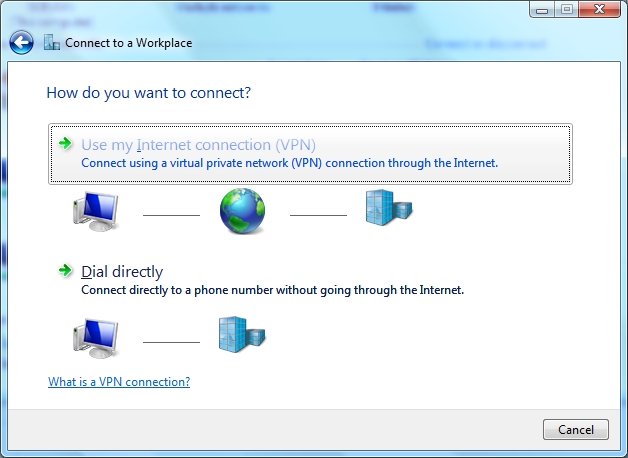 Connect to a Workplace
How do you want to connect?
Use my Internet connection (VPN)
Connect using a virtual private network (VPN) connection through the Internet.
Dial directly
Connect directly to a phone number without going through the Internet.
What is a VPN connection?
Cancel